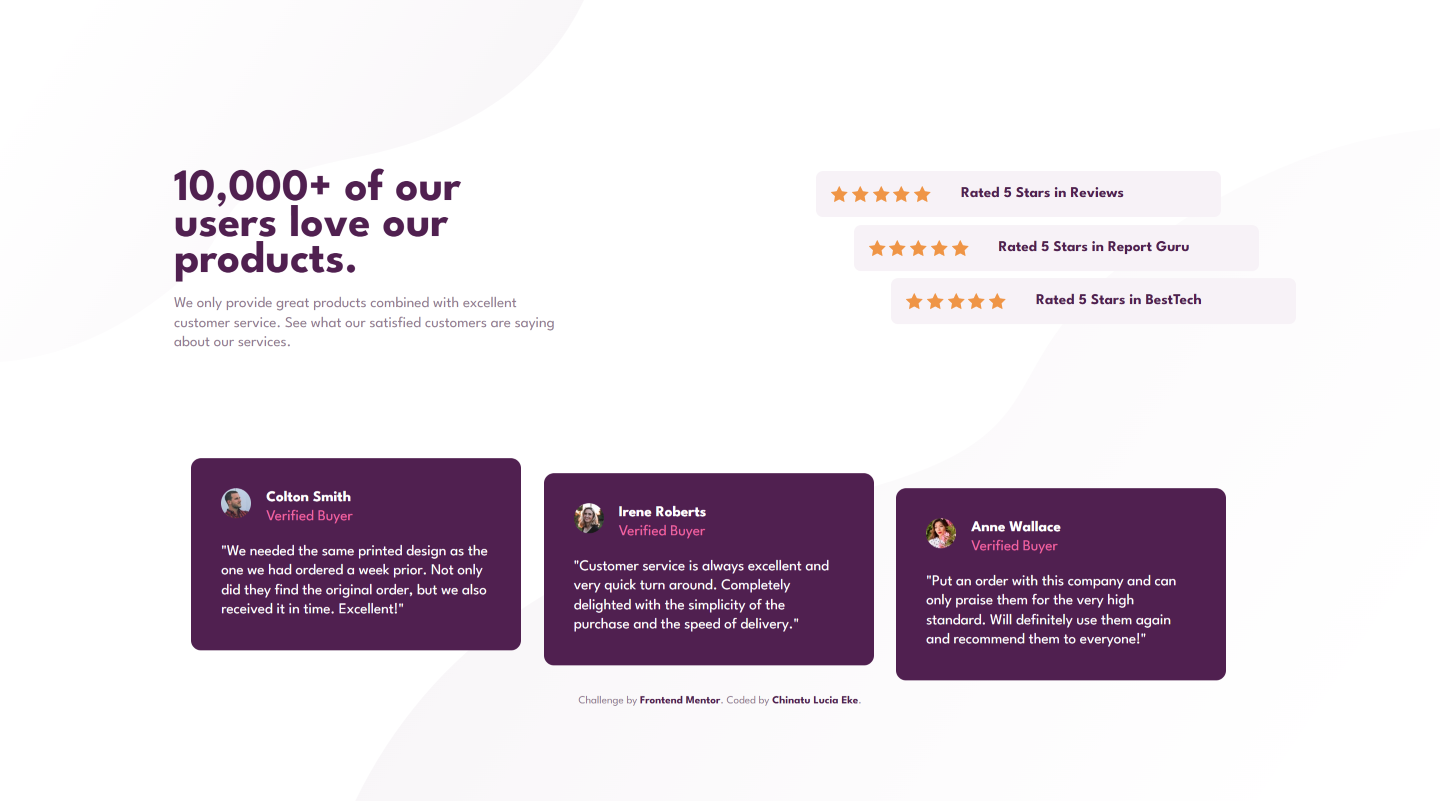 10,000+ of our
users love our
products.
We only provide great products combined with excellent
customer service. See what our satisfied customers are saying
about our services.
Rated 5 Stars in Reviews
Rated 5 Stars in Report Guru
Rated 5 Stars in BestTech
Colton Smith
Verified Buyer
"We needed the same printed design as the
one we had ordered a week prior. Not only
did they find the original order, but we also
received it in time. Excellent!"
Irene Roberts
Verified Buyer
"Customer service is always excellent and
very quick turn around. Completely
delighted with the simplicity of the
purchase and the speed of delivery."
Anne Wallace
Verified Buyer
"Put an order with this company and can
only praise them for the very high
standard. Will definitely use them again
and recommend them to everyone!"
Challenge by Frontend Mentor. Coded by Chinatu Lucia Eke.